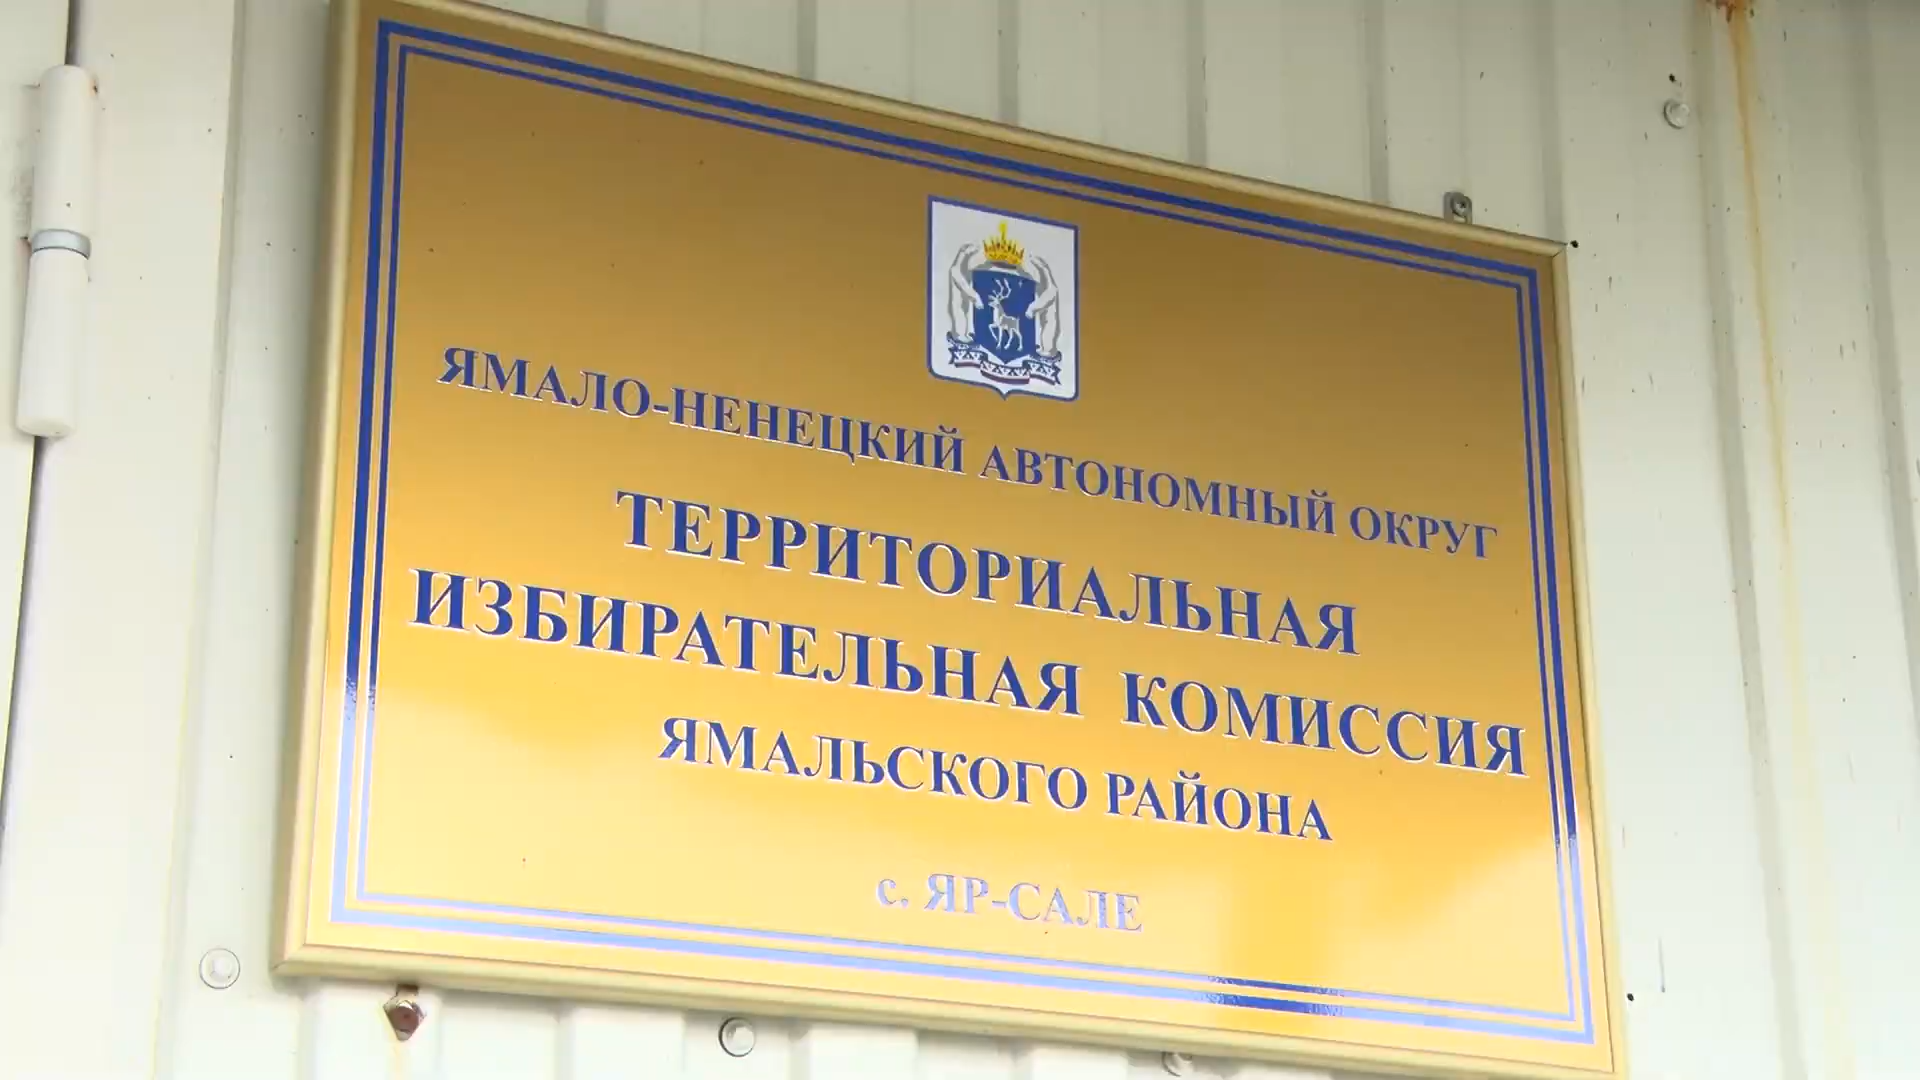 ЯМАЛО-НЕНЕЦКИЙ АВТОНОМНЫЙ ОКРУГ
ТЕРРИТОРИАЛЬНАЯ
ИЗБИРАТЕЛЬНАЯ КОМИССИЯ
ЯМАЛЬСКОГО РАЙОНА
с. ЯР-САЛЕ